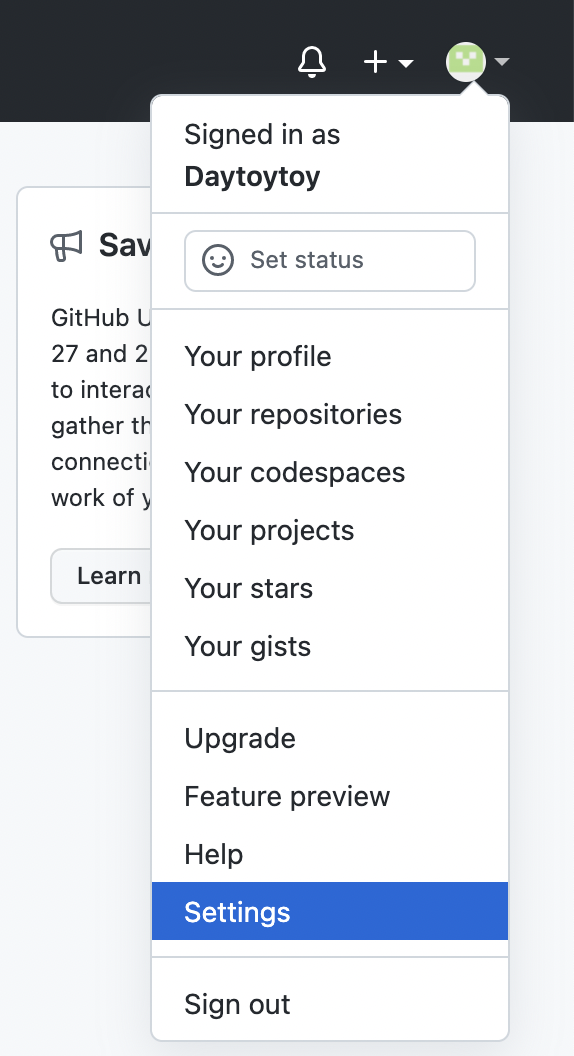 Signed in as
Daytoytoy
Set status
Your profile
Your repositories
Your codespaces
Your projects
Your stars
Your gists
Upgrade
Feature preview
Help
Settings
Sign out
Sav
GitHub U
27 and 2
to interac
gather th
connecti
work of y
Learn